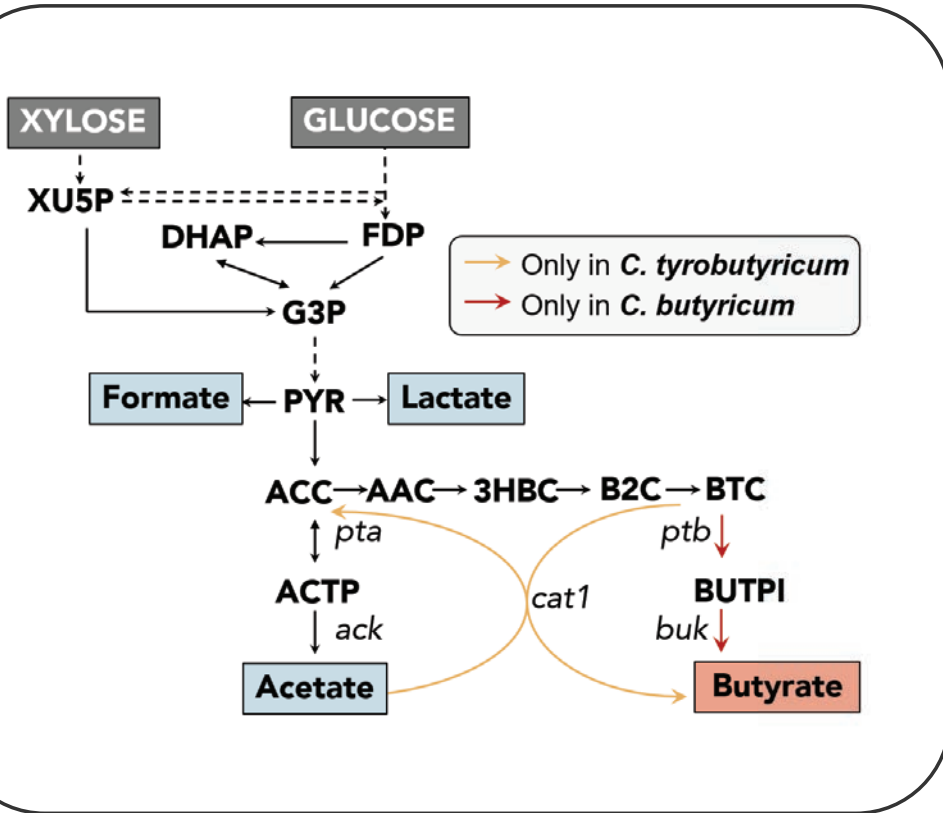 XYLOSE
GLUCOSE
XU5P
DHAP
FDP
Only in C. tyrobutyricum
Only in C. butyricum
G3P
Formate
PYR
Lactate
ACC
AAC
3HBC
B2C
BTC
pta
ptb
ACTP
cat1
BUTPI
ack
buk
Acetate
Butyrate